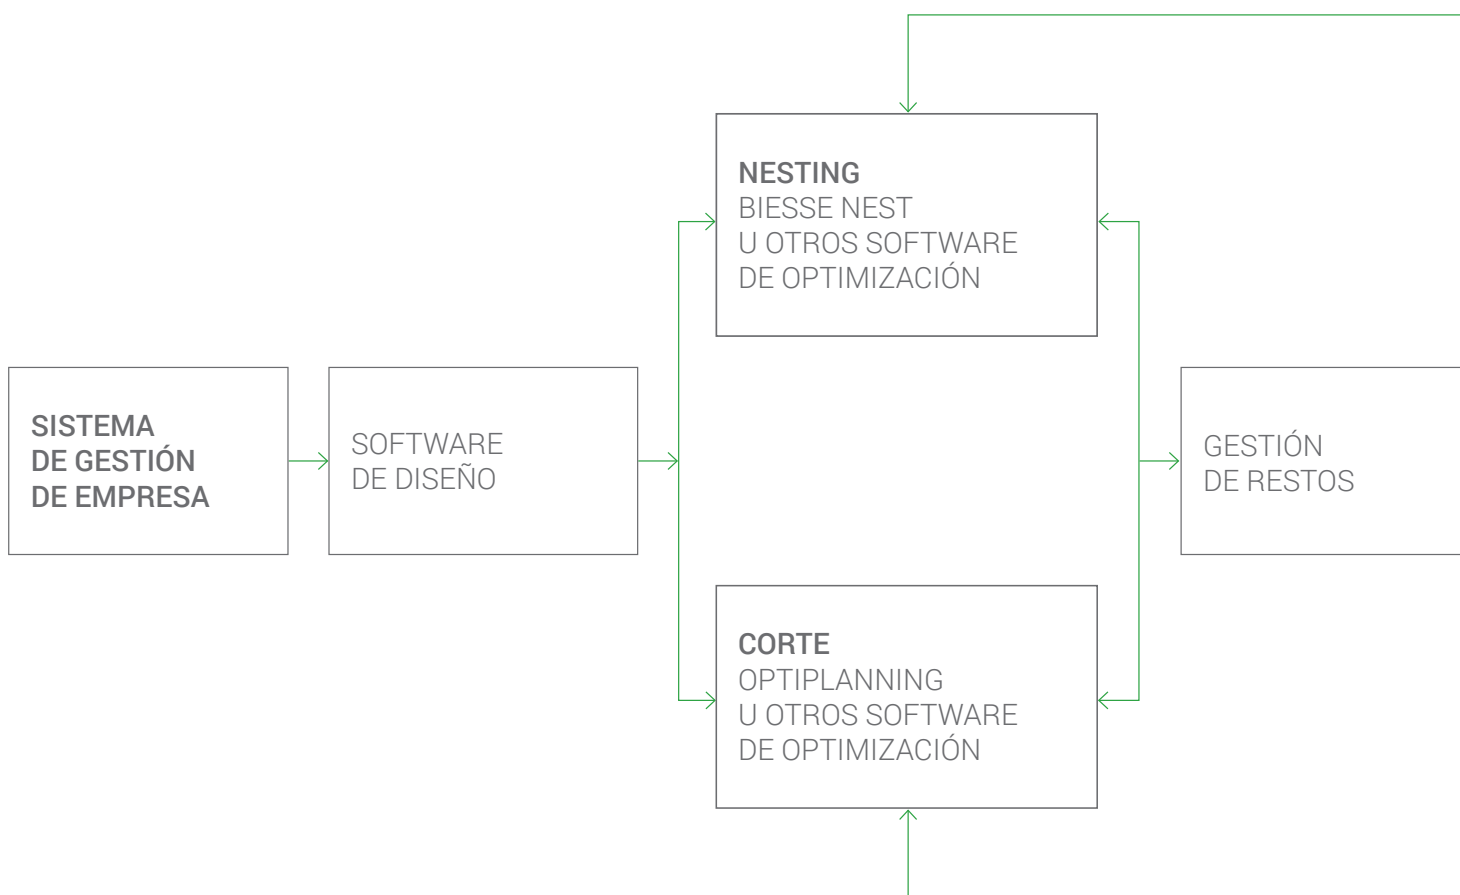 NESTING
BIESSE NEST
U OTROS SOFTWARE
DE OPTIMIZACIÓN
SISTEMA
DE GESTIÓN
DE EMPRESA
SOFTWARE
DE DISEÑO
GESTIÓN
DE RESTOS
CORTE
OPTIPLANNING
U OTROS SOFTWARE
DE OPTIMIZACIÓN